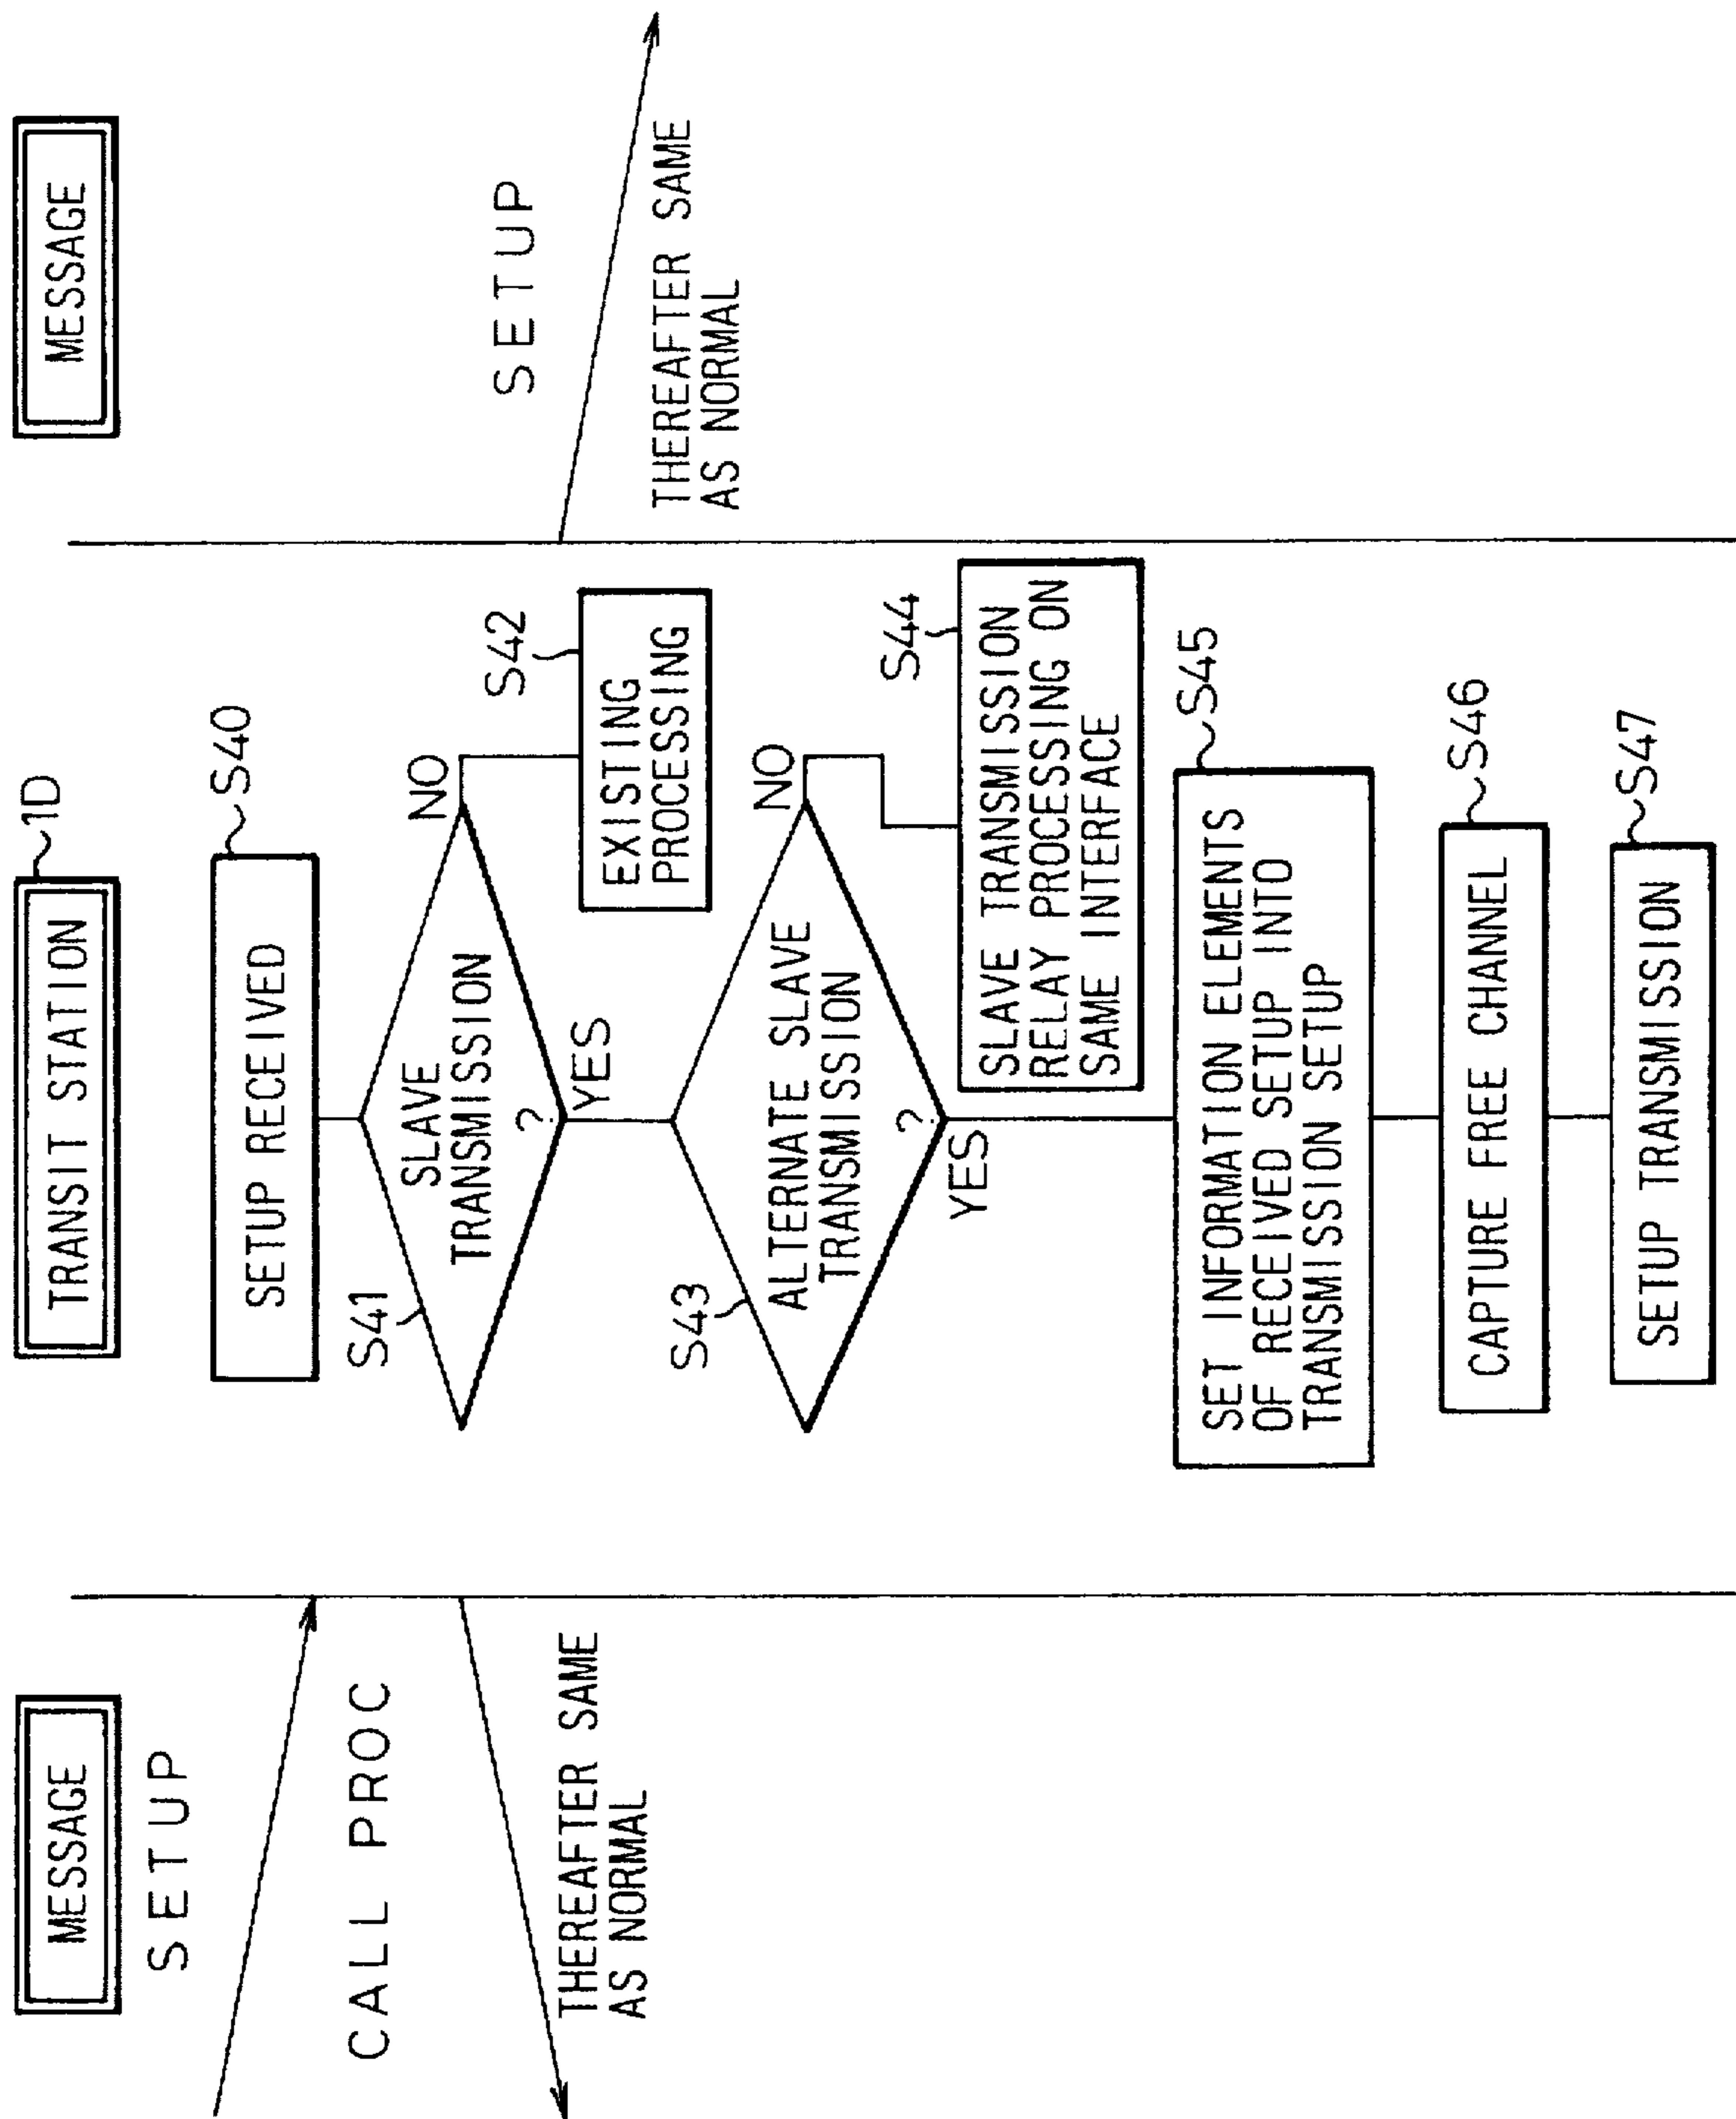 MESSAGE
TRANSIT STATION
1D
MESSAGE
SETUP
SETUP RECEIVED
S40
CALL PROC
S41
SLAVE
TRANSMISSION
?
NO
YES
S42
EXISTING
PROCESSING
SETUP
THEREAFTER SAME
AS NORMAL
THEREAFTER SAME
AS NORMAL
S43
ALTERNATE SLAVE
TRANSMISSION
?
NO
YES
S44
SLAVE TRANSMISSION
RELAY PROCESSING ON
SAME INTERFACE
SET INFORMATION ELEMENTS
OF RECEIVED SETUP INTO
TRANSMISSION SETUP
S45
CAPTURE FREE CHANNEL
S46
SETUP TRANSMISSION
S47